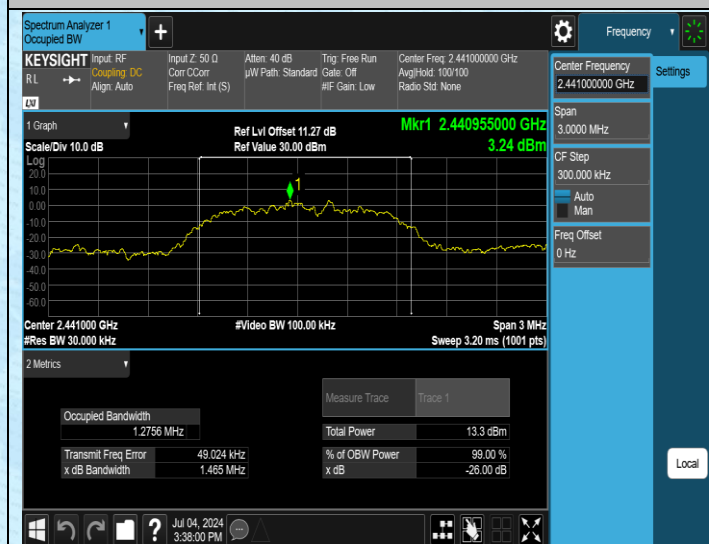 Spectrum Analyzer 1
Occupied BW
Frequency
KEYSIGHT
RL
LXI
Input: RF
Coupling: DC
Align: Auto
Input Z: 50 Ω
Corr CCorr
Freq Ref: Int (S)
Atten: 40 dB
µW Path: Standard
Trig: Free Run
Gate: Off
#IF Gain: Low
Center Freq: 2.441000000 GHz
Avg|Hold: 100/100
Radio Std: None
Center Frequency
2.441000000 GHz
Settings
Span
3.0000 MHz
CF Step
300.000 kHz
Auto
Man
Freq Offset
0 Hz
Local
1 Graph
Scale/Div 10.0 dB
Ref Lvl Offset 11.27 dB
Ref Value 30.00 dBm
Mkr1 2.440955000 GHz
3.24 dBm
Log
20.0
10.0
0.00
-10.0
-20.0
-30.0
-40.0
-50.0
-60.0
1
Center 2.441000 GHz
#Res BW 30.000 kHz
#Video BW 100.00 kHz
Span 3 MHz
Sweep 3.20 ms (1001 pts)
2 Metrics
Measure Trace
Trace 1
Occupied Bandwidth
1.2756 MHz
Total Power
13.3 dBm
Transmit Freq Error
49.024 kHz
% of OBW Power
99.00 %
x dB Bandwidth
1.465 MHz
x dB
-26.00 dB
?
Jul 04, 2024
3:38:00 PM